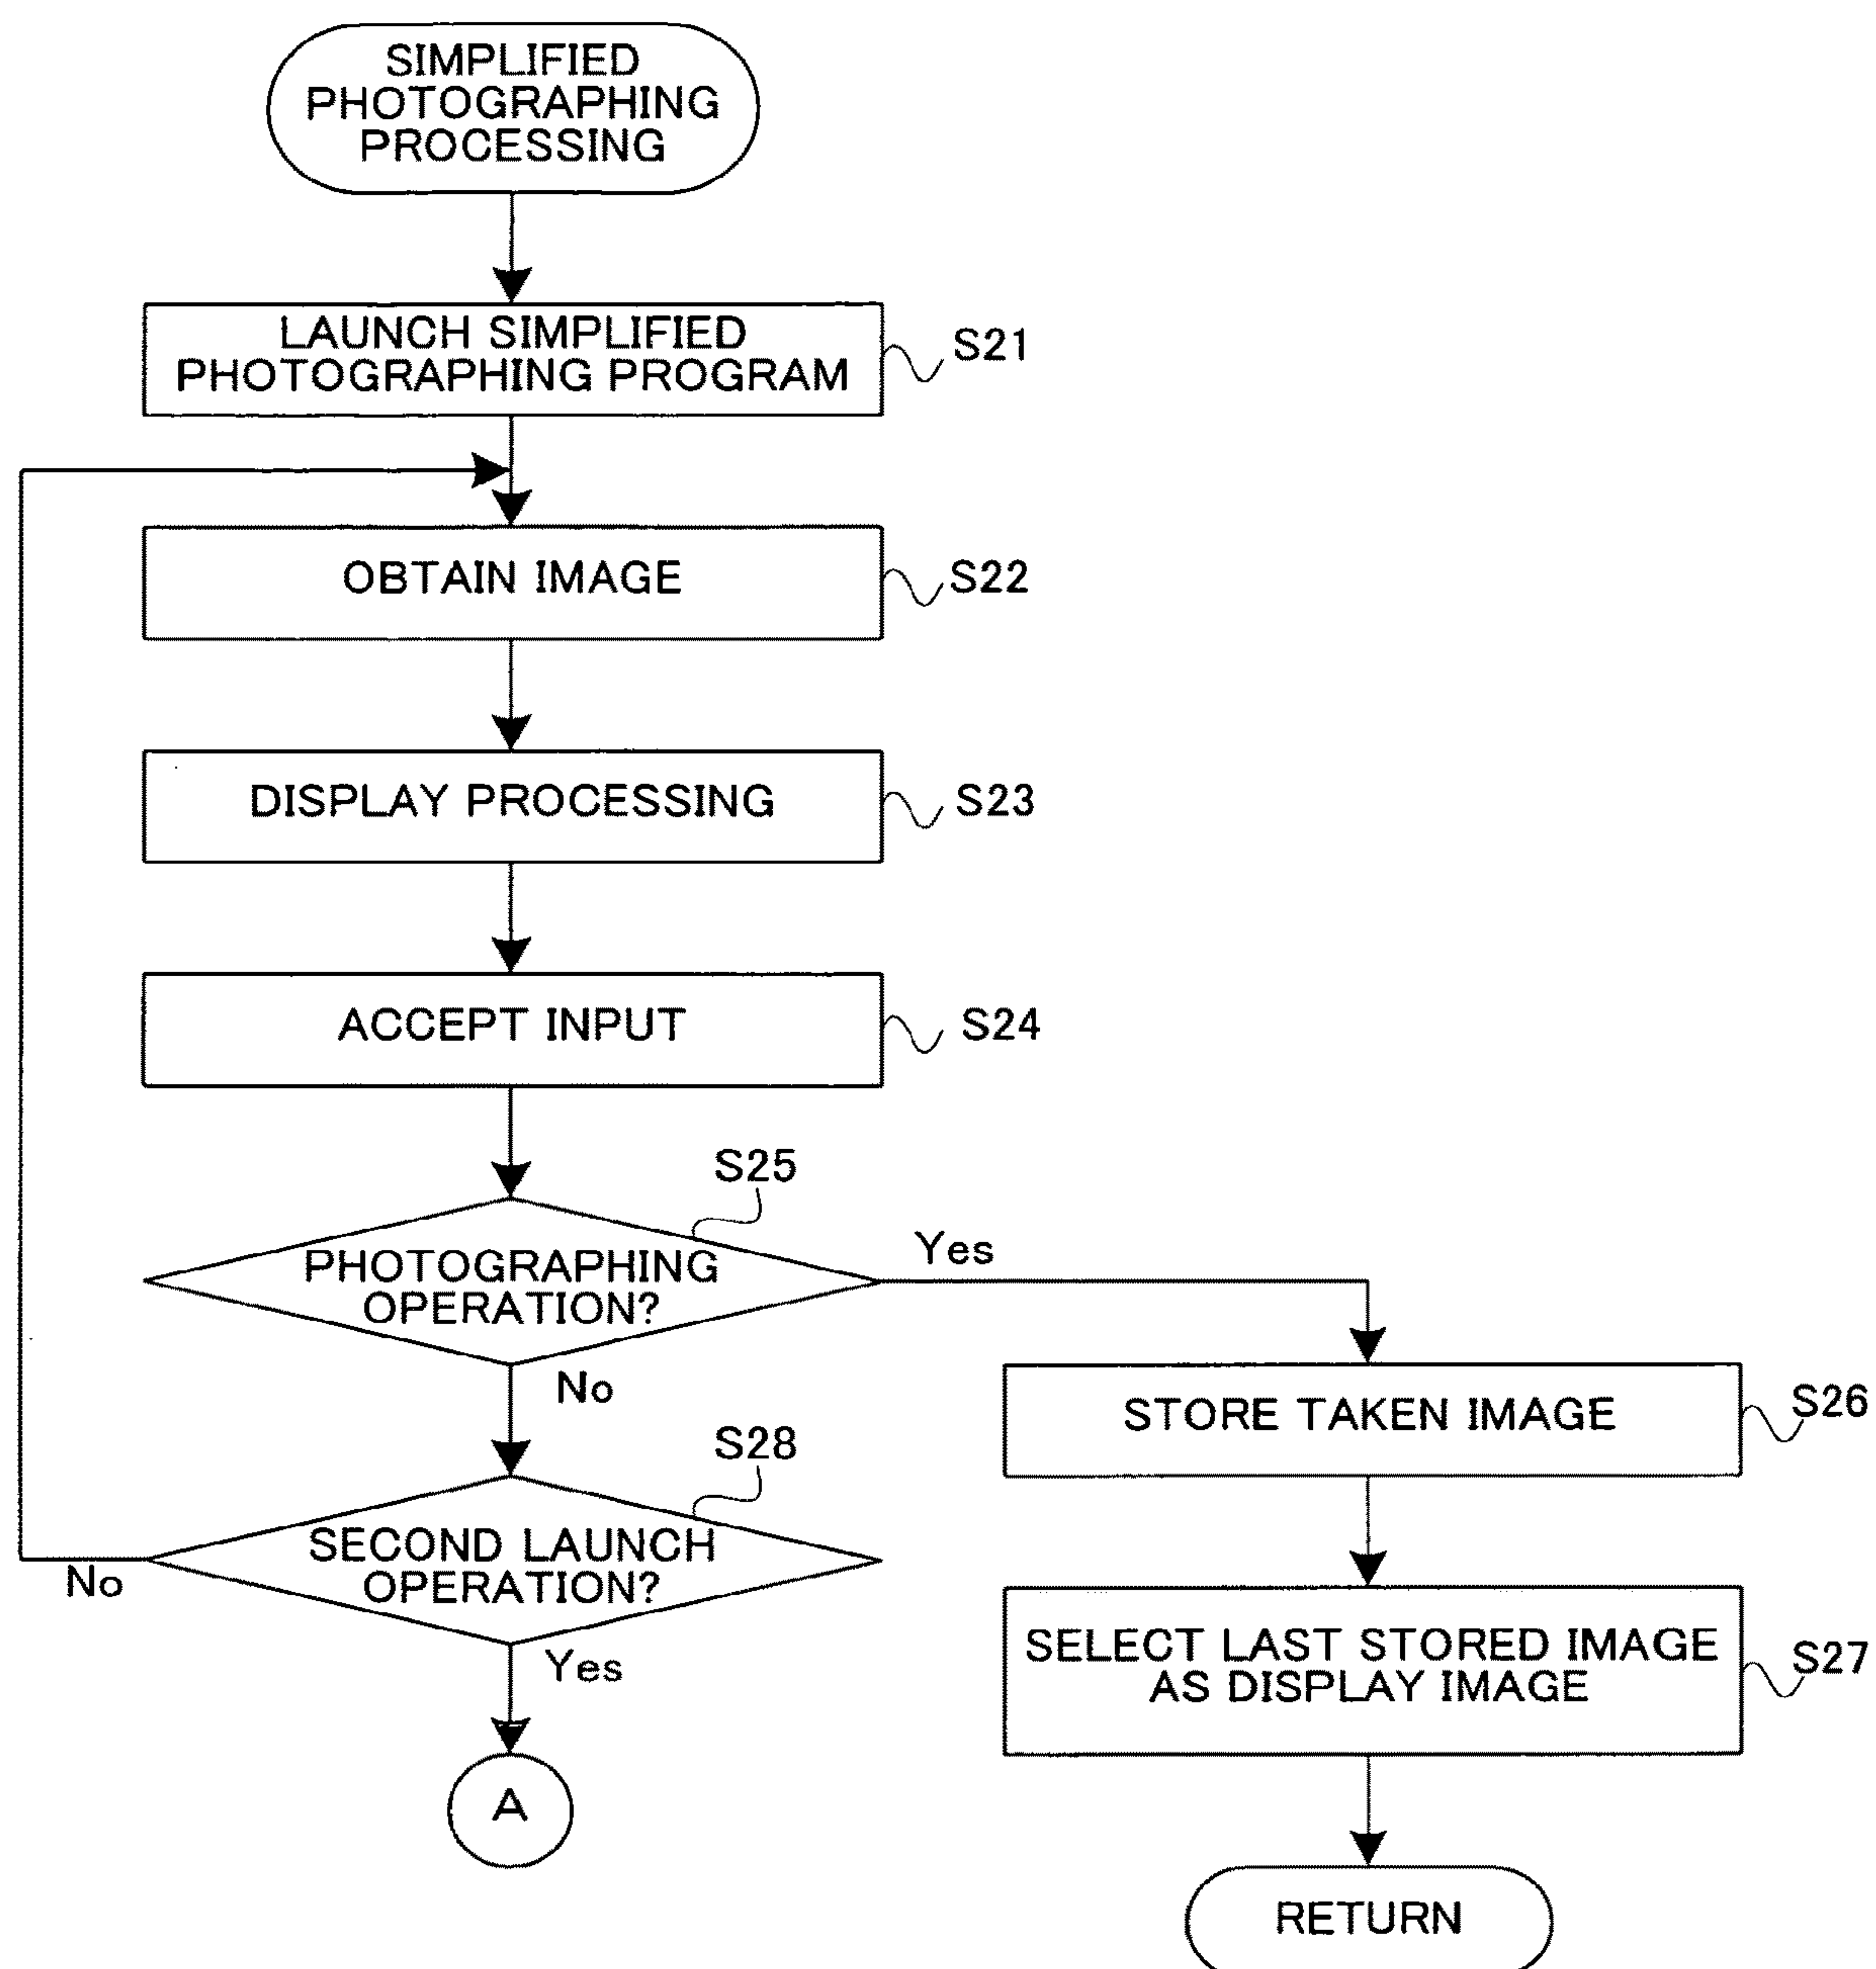 SIMPLIFIED
PHOTOGRAPHING
PROCESSING
LAUNCH SIMPLIFIED
PHOTOGRAPHING PROGRAM
S21
OBTAIN IMAGE
S22
DISPLAY PROCESSING
S23
ACCEPT INPUT
S24
S25
PHOTOGRAPHING
OPERATION?
Yes
No
STORE TAKEN IMAGE
S26
S28
SECOND LAUNCH
OPERATION?
No
Yes
SELECT LAST STORED IMAGE
AS DISPLAY IMAGE
S27
A
RETURN